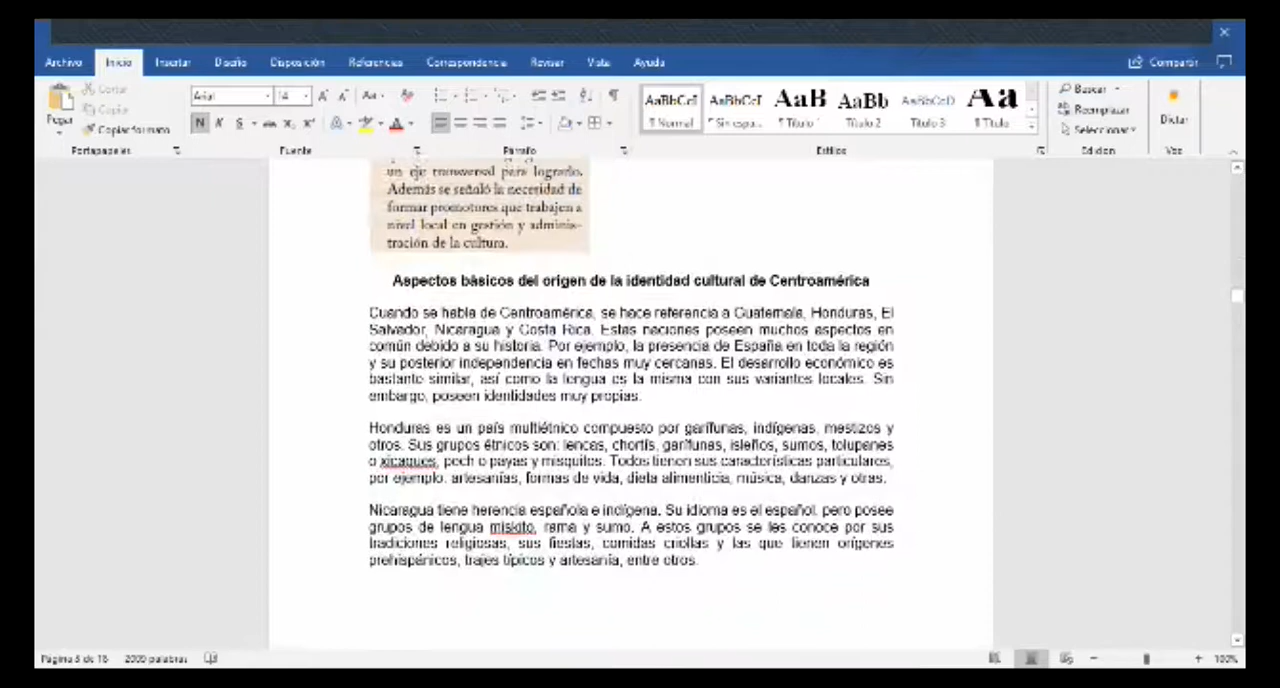 Archivo Inicio Insertar Diseño Disposición Referencias Correspondencia Revisar Vista Ayuda Compartir
Pegar
Cortar
Copiar
Copiar formato
Arial 14
N K S
AaBbCcI AaBbCcI AaB AaBb AaBbCcD Aa
¶ Normal ¶ Sin espa... ¶ Título 1 Título 2 Título 3 ¶ Título
Buscar
Reemplazar
Seleccionar
Dictar
Portapapeles Fuente Párrafo Estilos Edición Voz
un eje transversal para lograrlo.
Además se señaló la necesidad de
formar promotores que trabajen a
nivel local en gestión y adminis-
tración de la cultura.
Aspectos básicos del origen de la identidad cultural de Centroamérica
Cuando se habla de Centroamérica, se hace referencia a Guatemala, Honduras, El
Salvador, Nicaragua y Costa Rica. Estas naciones poseen muchos aspectos en
común debido a su historia. Por ejemplo, la presencia de España en toda la región
y su posterior independencia en fechas muy cercanas. El desarrollo económico es
bastante similar, así como la lengua es la misma con sus variantes locales. Sin
embargo, poseen identidades muy propias.
Honduras es un país multiétnico compuesto por garífunas, indígenas, mestizos y
otros. Sus grupos étnicos son: lencas, chortís, garífunas, isleños, sumos, tolupanes
o xicaques, pech o payas y misquitos. Todos tienen sus características particulares,
por ejemplo: artesanías, formas de vida, dieta alimenticia, música, danzas y otras.
Nicaragua tiene herencia española e indígena. Su idioma es el español, pero posee
grupos de lengua miskito, rama y sumo. A estos grupos se les conoce por sus
tradiciones religiosas, sus fiestas, comidas criollas y las que tienen orígenes
prehispánicos, trajes típicos y artesanía, entre otros.
Página 8 de 18 2009 palabras 100%